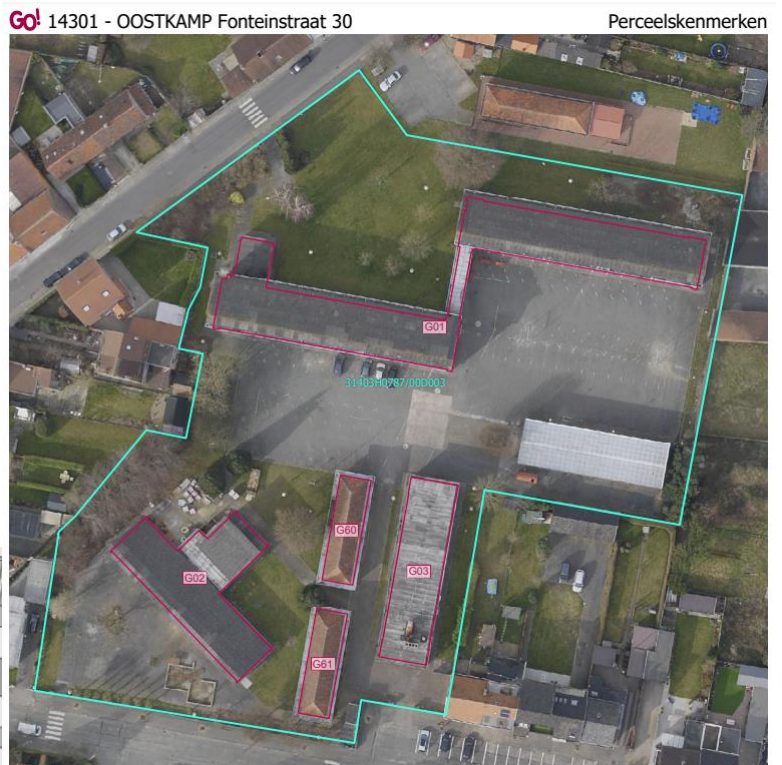 GO! 14301 - OOSTKAMP Fonteinstraat 30 Perceelskenmerken
G01
31403H0787/00D003
G60
G03
G02
G61